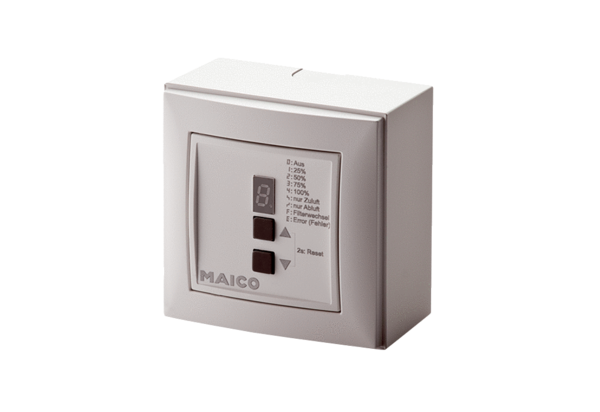 0: Aus
1: 25%
2: 50%
3: 75%
4: 100%
nur Zuluft
nur Abluft
F: Filterwechsel
E: Error (Fehler)
8.
▲
2s: Reset
▼
MAICO